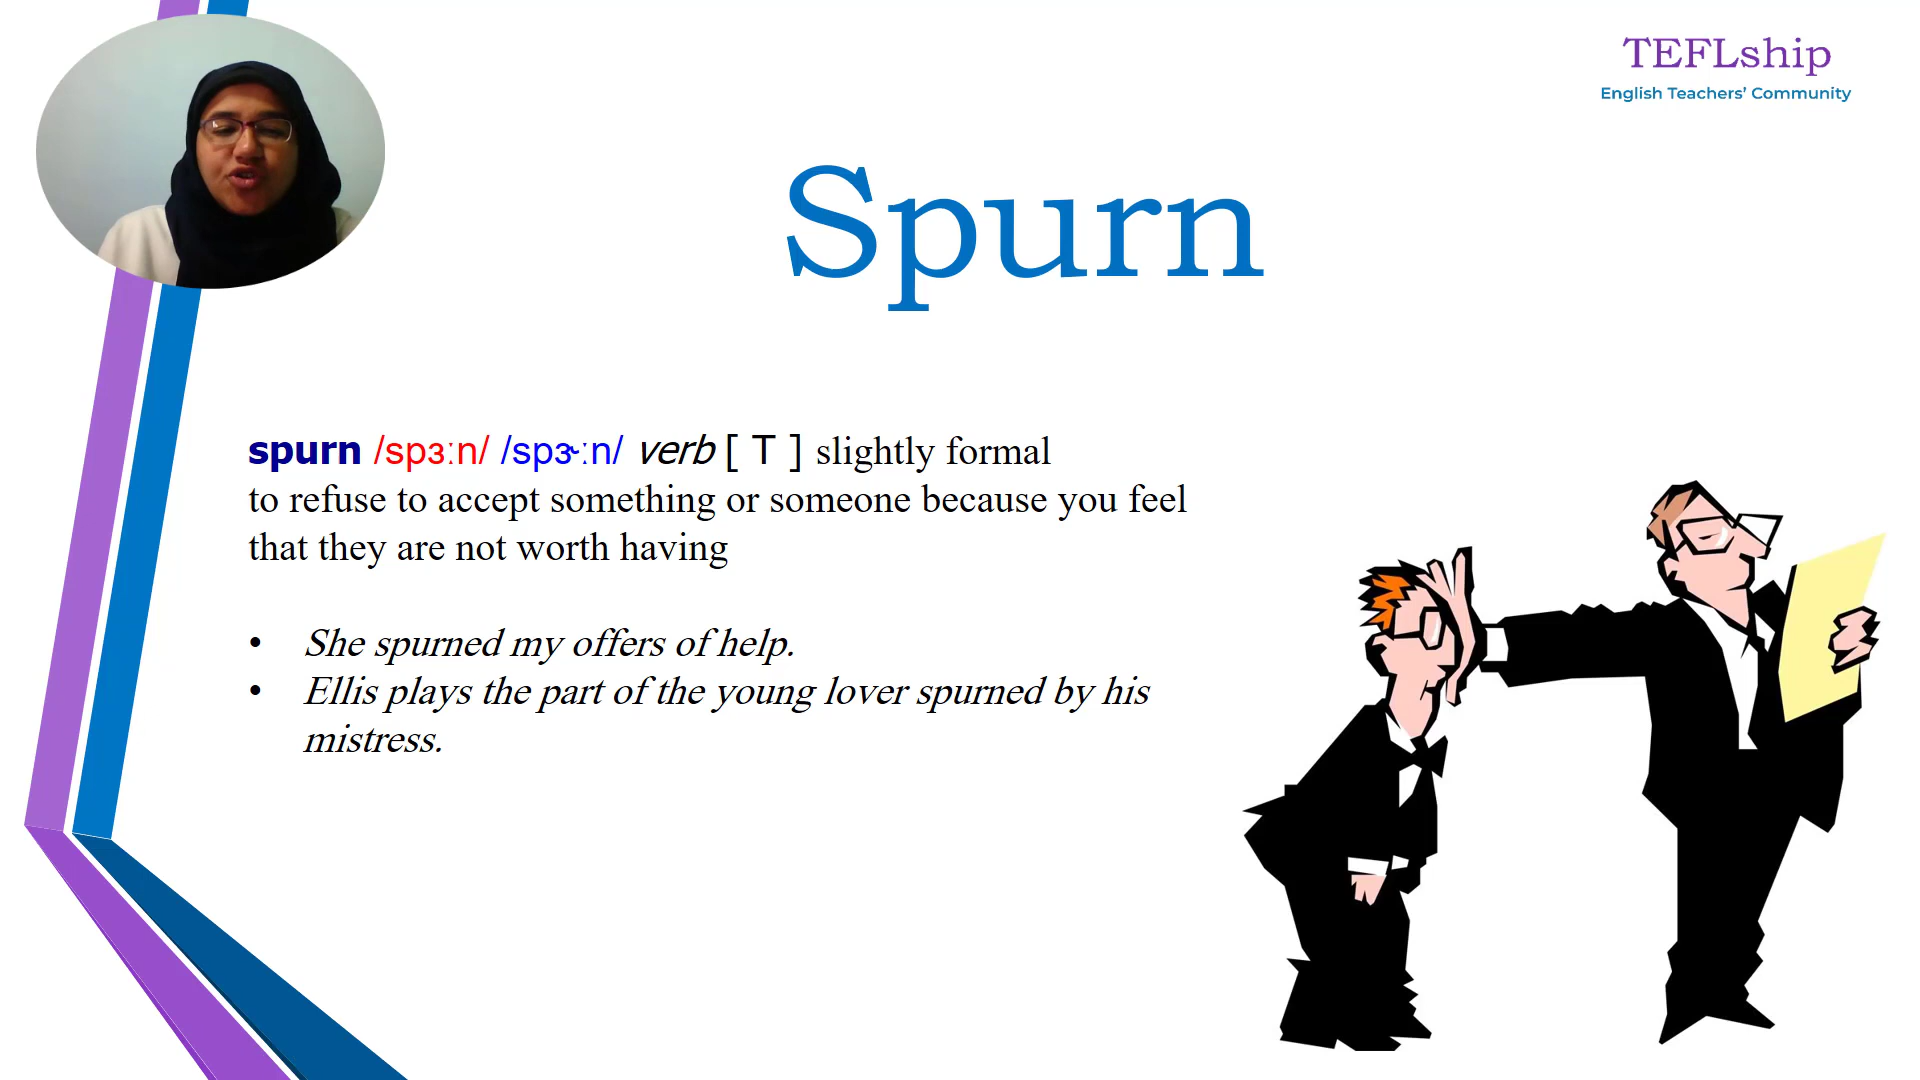 TEFLship
English Teachers’ Community
Spurn
spurn /spɜːn/ /spɝːn/ verb [ T ] slightly formal
to refuse to accept something or someone because you feel
that they are not worth having
• She spurned my offers of help.
• Ellis plays the part of the young lover spurned by his
mistress.